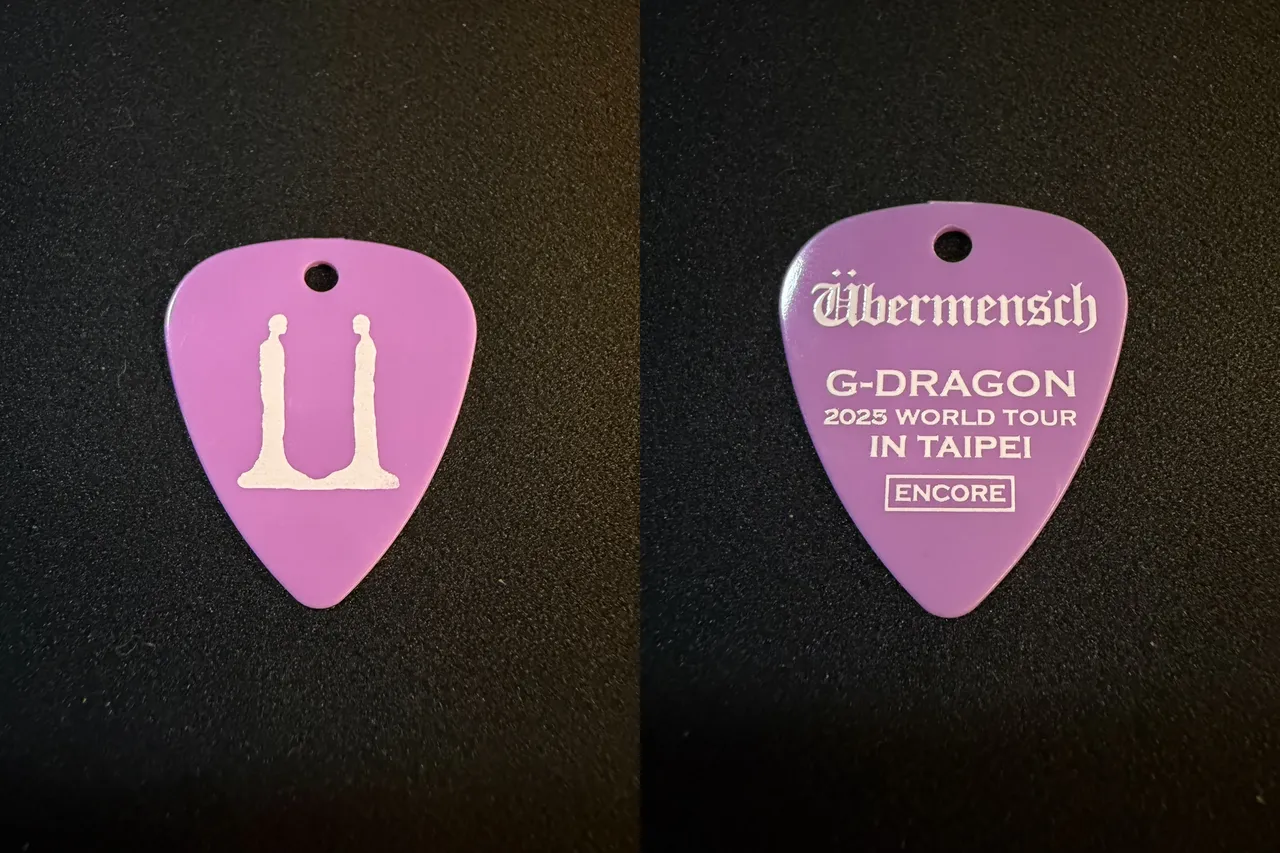 Übermensch
G-DRAGON
2025 WORLD TOUR
IN TAIPEI
ENCORE